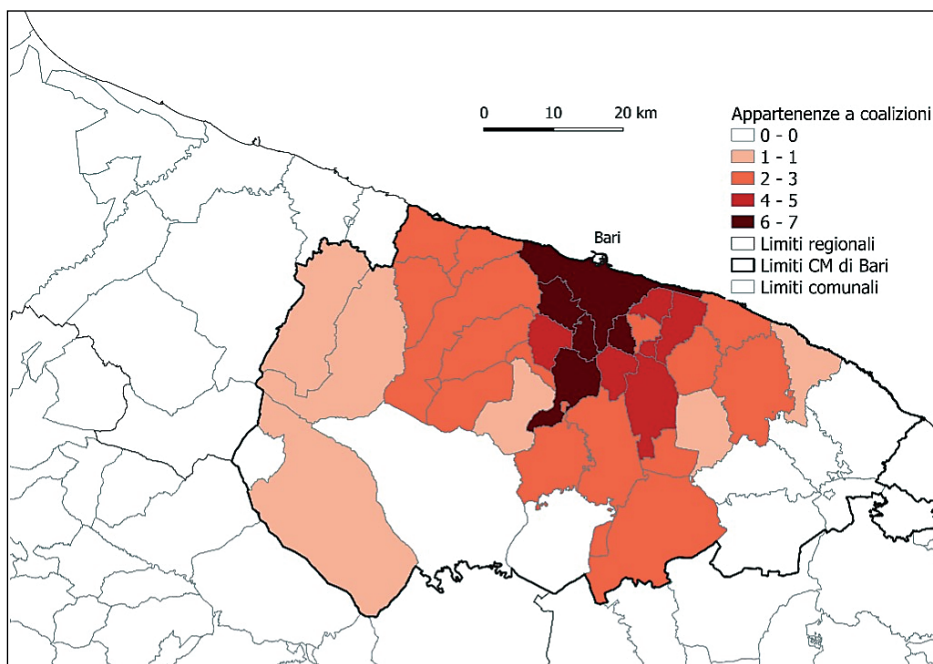 0 10 20 km
Bari
Appartenenze a coalizioni
0 - 0
1 - 1
2 - 3
4 - 5
6 - 7
Limiti regionali
Limiti CM di Bari
Limiti comunali